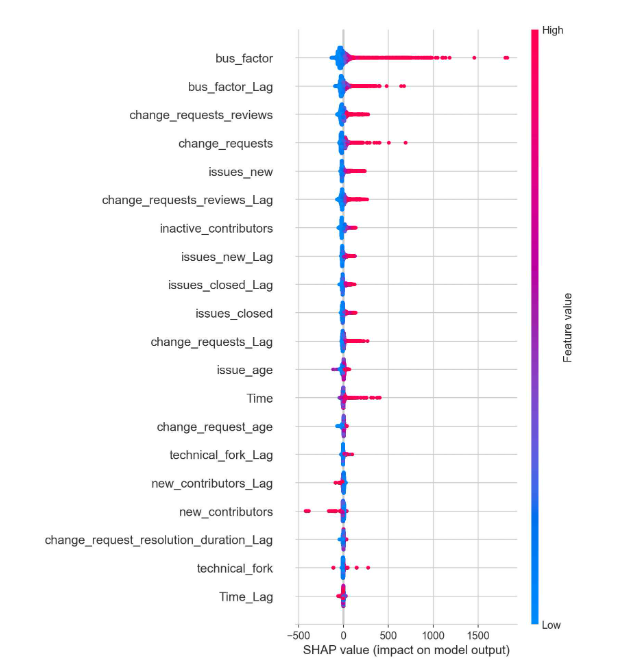 High
bus_factor
bus_factor_Lag
change_requests_reviews
change_requests
issues_new
change_requests_reviews_Lag
inactive_contributors
issues_new_Lag
issues_closed_Lag
issues_closed
change_requests_Lag
issue_age
Time
change_request_age
technical_fork_Lag
new_contributors_Lag
new_contributors
change_request_resolution_duration_Lag
technical_fork
Time_Lag
Feature value
Low
−500 0 500 1000 1500
SHAP value (impact on model output)